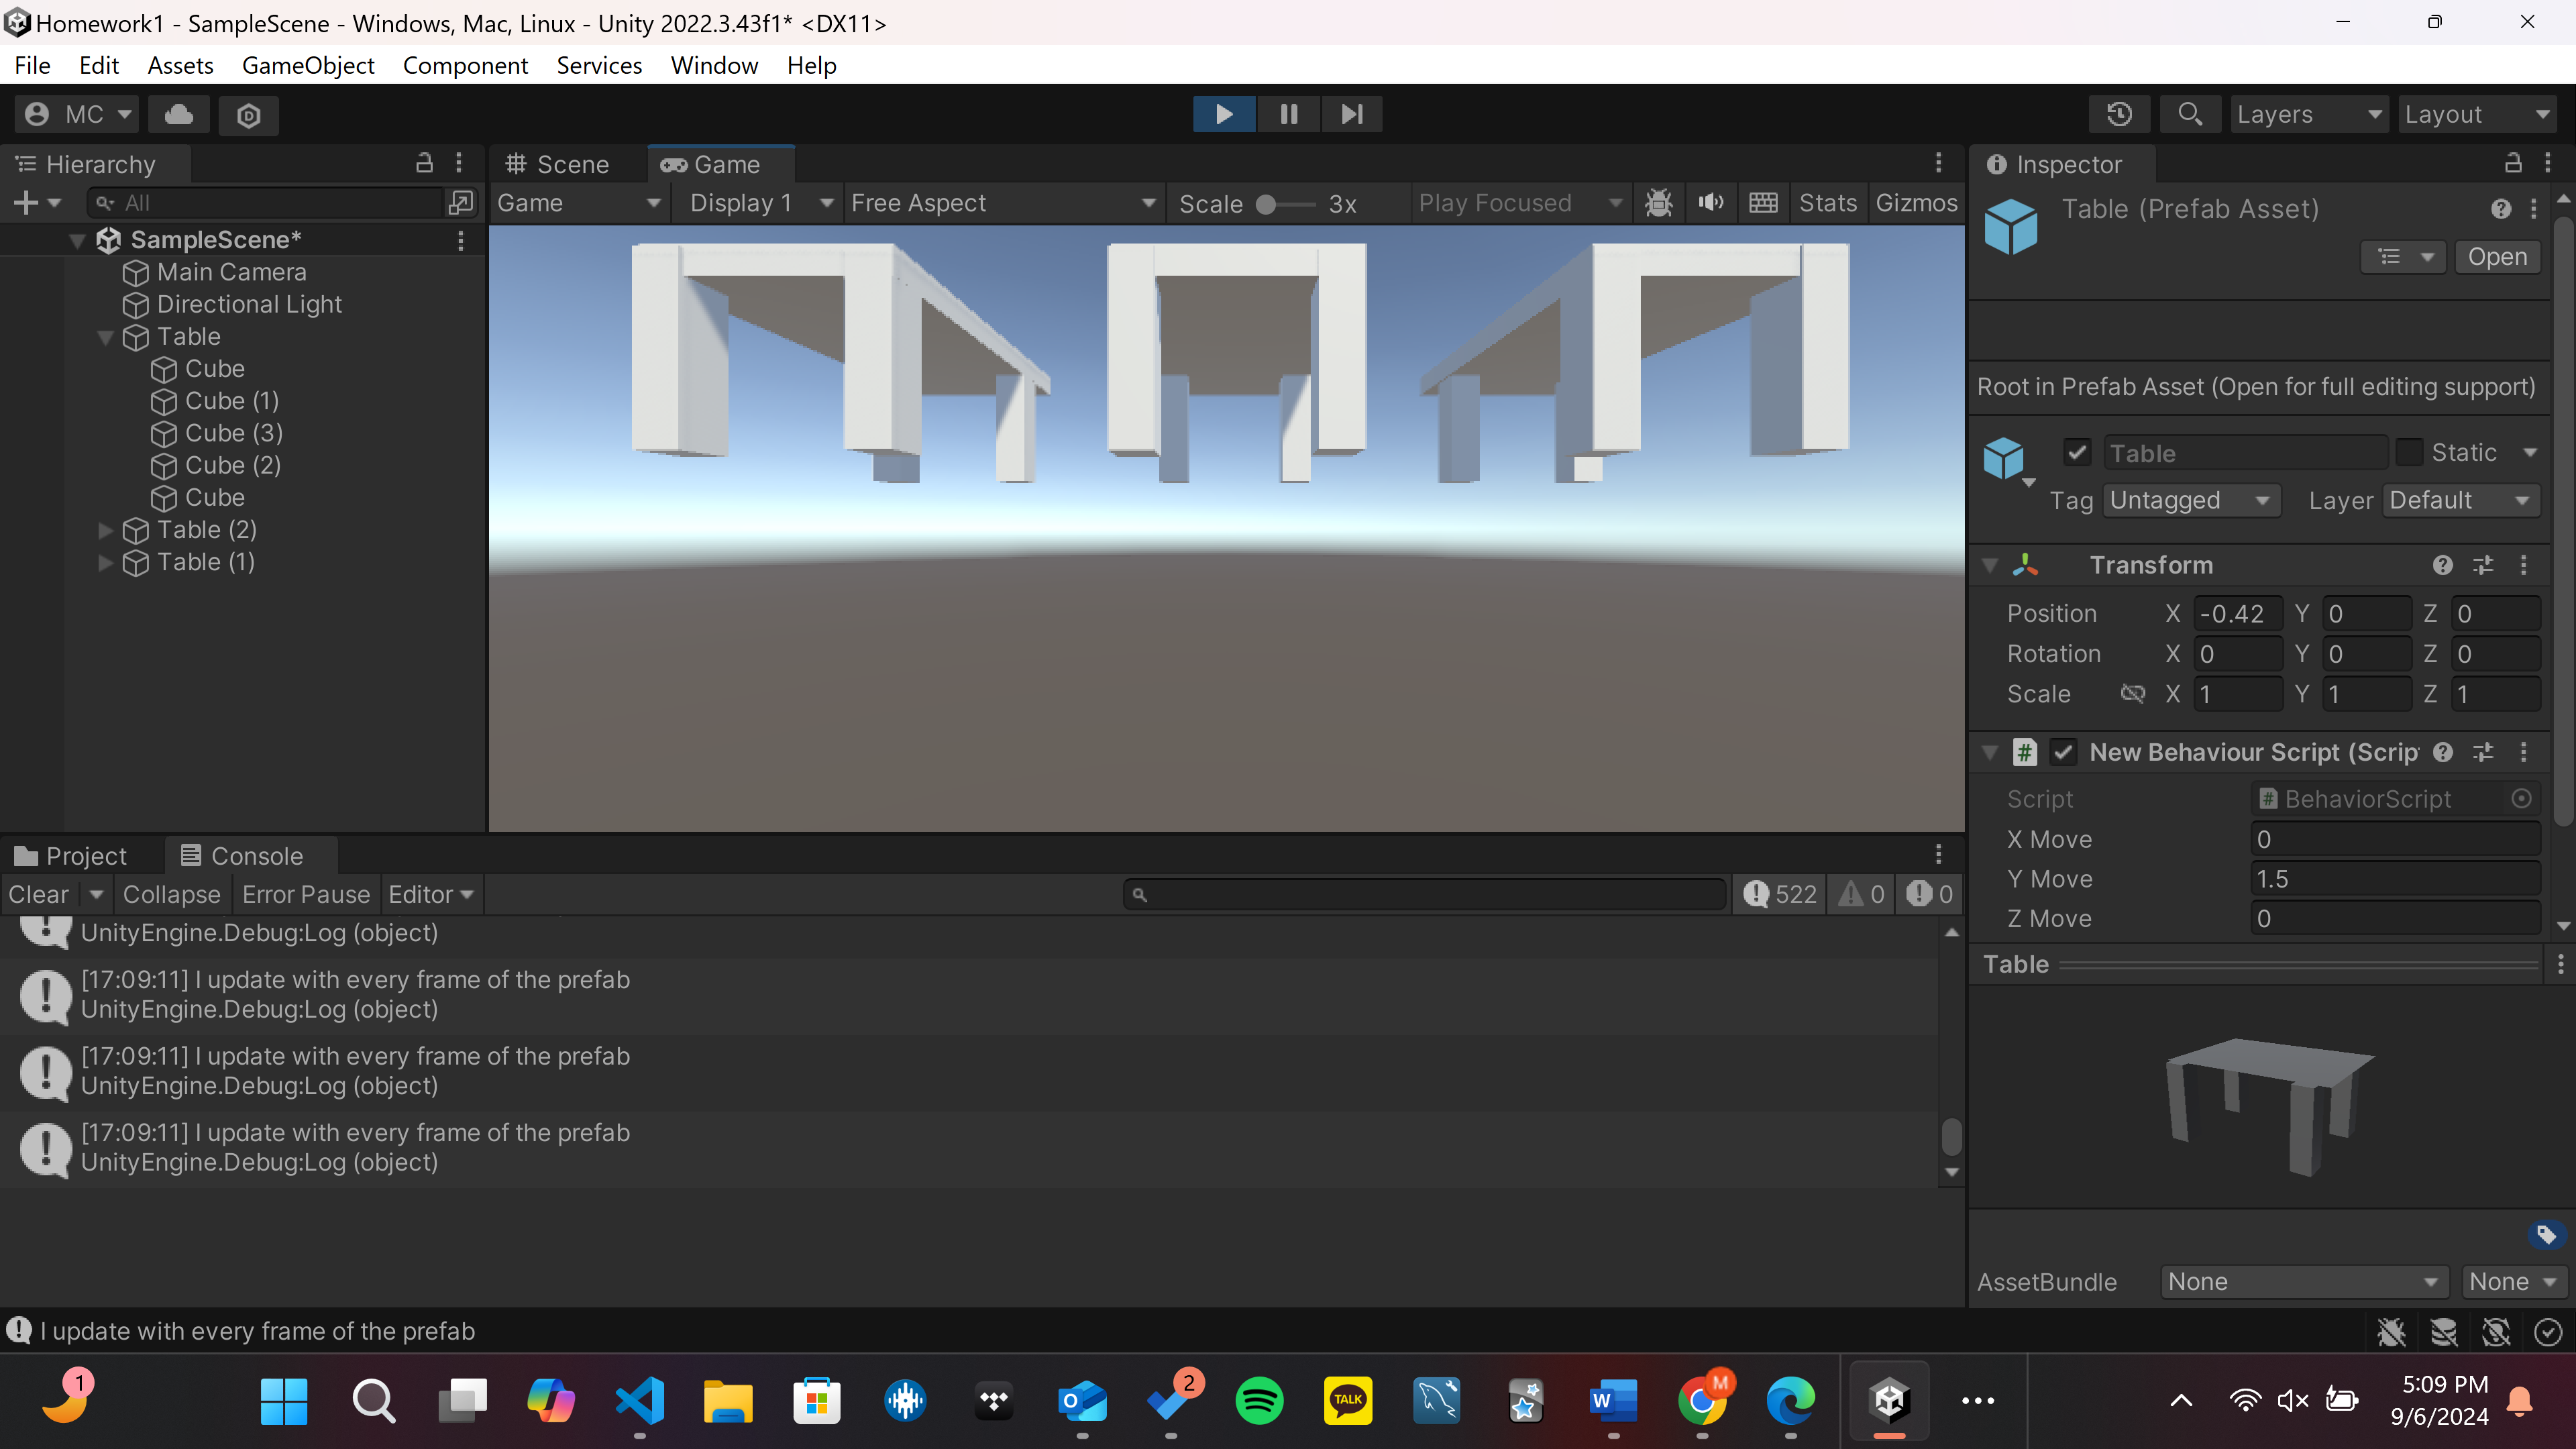 Homework1 - SampleScene - Windows, Mac, Linux - Unity 2022.3.43f1* <DX11>
File Edit Assets GameObject Component Services Window Help
MC
Layers
Layout
Hierarchy
All
SampleScene*
Main Camera
Directional Light
Table
Cube
Cube (1)
Cube (3)
Cube (2)
Cube
Table (2)
Table (1)
Scene
Game
Game
Display 1
Free Aspect
Scale 3x
Play Focused
Stats
Gizmos
Inspector
Table (Prefab Asset)
Open
Root in Prefab Asset (Open for full editing support)
Table
Static
Tag Untagged
Layer Default
Transform
Position X -0.42 Y 0 Z 0
Rotation X 0 Y 0 Z 0
Scale X 1 Y 1 Z 1
# New Behaviour Script (Scrip
Script # BehaviorScript
X Move 0
Y Move 1.5
Z Move 0
Table
AssetBundle None None
Project
Console
Clear
Collapse
Error Pause
Editor
522
0
0
UnityEngine.Debug:Log (object)
[17:09:11] I update with every frame of the prefab
UnityEngine.Debug:Log (object)
[17:09:11] I update with every frame of the prefab
UnityEngine.Debug:Log (object)
[17:09:11] I update with every frame of the prefab
UnityEngine.Debug:Log (object)
I update with every frame of the prefab
1
2
TALK
W
M
5:09 PM
9/6/2024